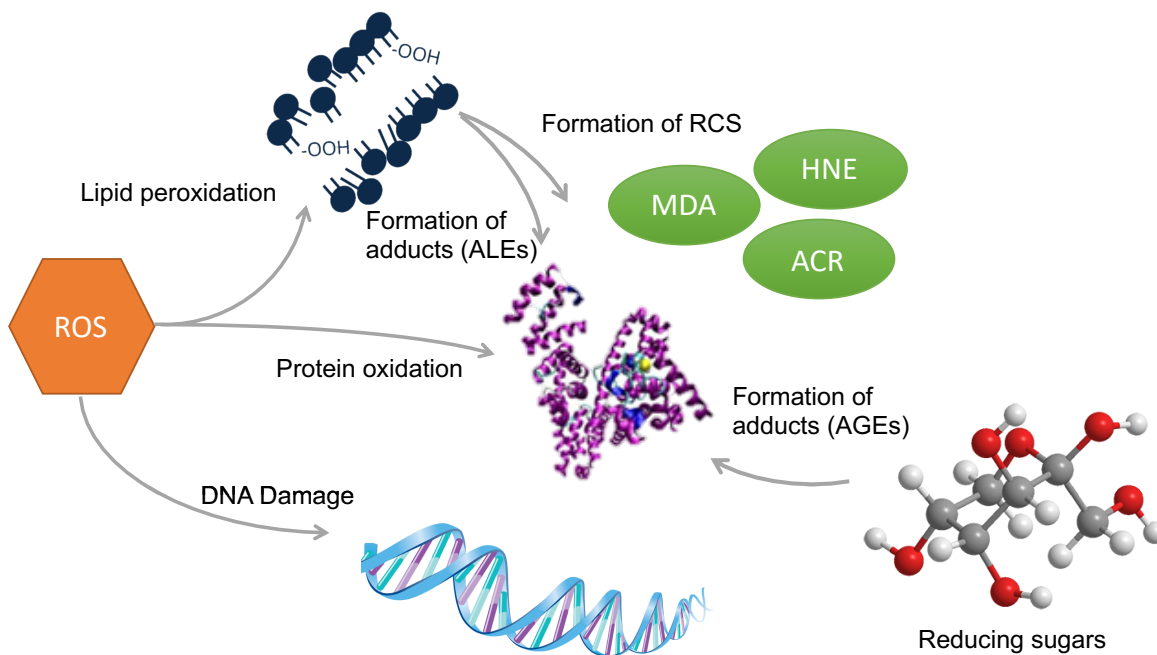 -OOH
Formation of RCS
HNE
-OOH
MDA
Lipid peroxidation
Formation of
adducts (ALEs)
ACR
ROS
Protein oxidation
Formation of
adducts (AGEs)
DNA Damage
Reducing sugars